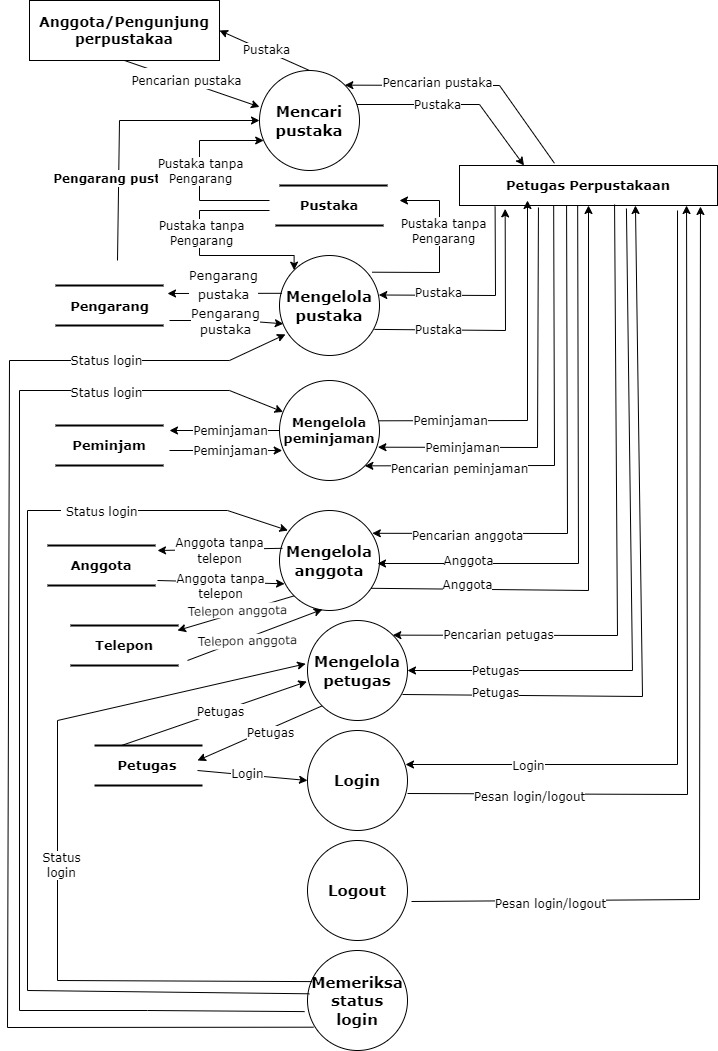 Anggota/Pengunjung
perpustakaa
Pustaka
Pencarian pustaka
Pencarian pustaka
Mencari
pustaka
Pustaka
Pustaka tanpa
Pengarang
Pengarang pust
Petugas Perpustakaan
Pustaka
Pustaka tanpa
Pengarang
Pustaka tanpa
Pengarang
Pengarang
pustaka
Mengelola
pustaka
Pustaka
Pengarang
Pengarang
pustaka
Pustaka
Status login
Status login
Mengelola
peminjaman
Peminjaman
Peminjaman
Peminjam
Peminjaman
Peminjaman
Pencarian peminjaman
Status login
Pencarian anggota
Anggota tanpa
telepon
Mengelola
anggota
Anggota
Anggota
Anggota tanpa
telepon
Anggota
Telepon anggota
Telepon
Telepon anggota
Pencarian petugas
Mengelola
petugas
Petugas
Petugas
Petugas
Petugas
Petugas
Login
Login
Login
Pesan login/logout
Status
login
Logout
Pesan login/logout
Memeriksa
status
login